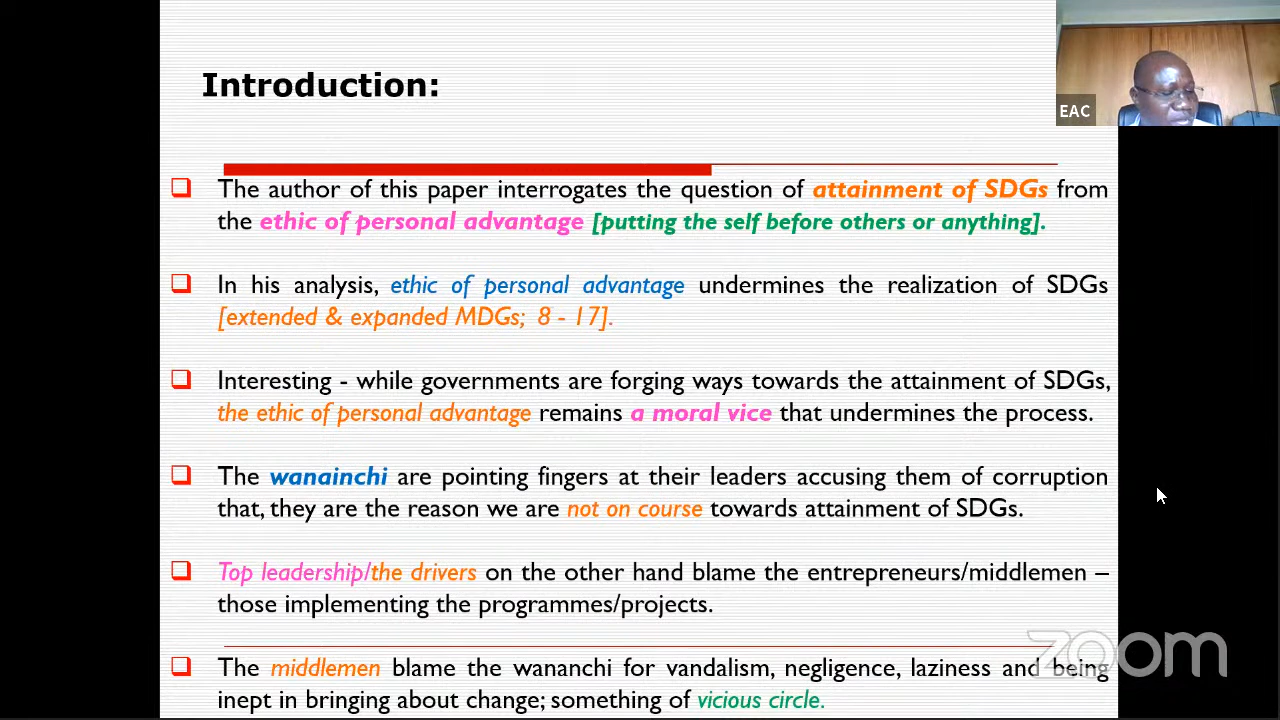 Introduction:
EAC
The author of this paper interrogates the question of attainment of SDGs from
the ethic of personal advantage [putting the self before others or anything].
In his analysis, ethic of personal advantage undermines the realization of SDGs
[extended & expanded MDGs; 8 - 17].
Interesting - while governments are forging ways towards the attainment of SDGs,
the ethic of personal advantage remains a moral vice that undermines the process.
The wanainchi are pointing fingers at their leaders accusing them of corruption
that, they are the reason we are not on course towards attainment of SDGs.
Top leadership/the drivers on the other hand blame the entrepreneurs/middlemen –
those implementing the programmes/projects.
The middlemen blame the wananchi for vandalism, negligence, laziness and being
inept in bringing about change; something of vicious circle.
zoom